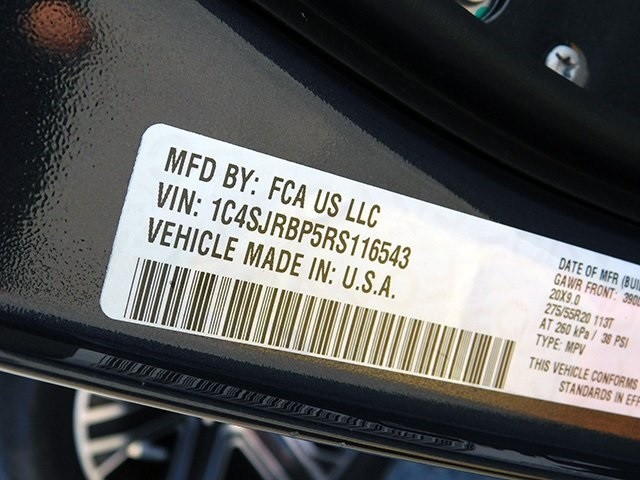 MFD BY: FCA US LLC
VIN: 1C4SJRBP5RS116543
VEHICLE MADE IN: U.S.A.
DATE OF MFR
GAWR FRONT:
20X9.0
275/55R20 113T
AT 260 kPa / 38 PSI
TYPE: MPV
THIS VEHICLE CONFORMS
STANDARDS IN